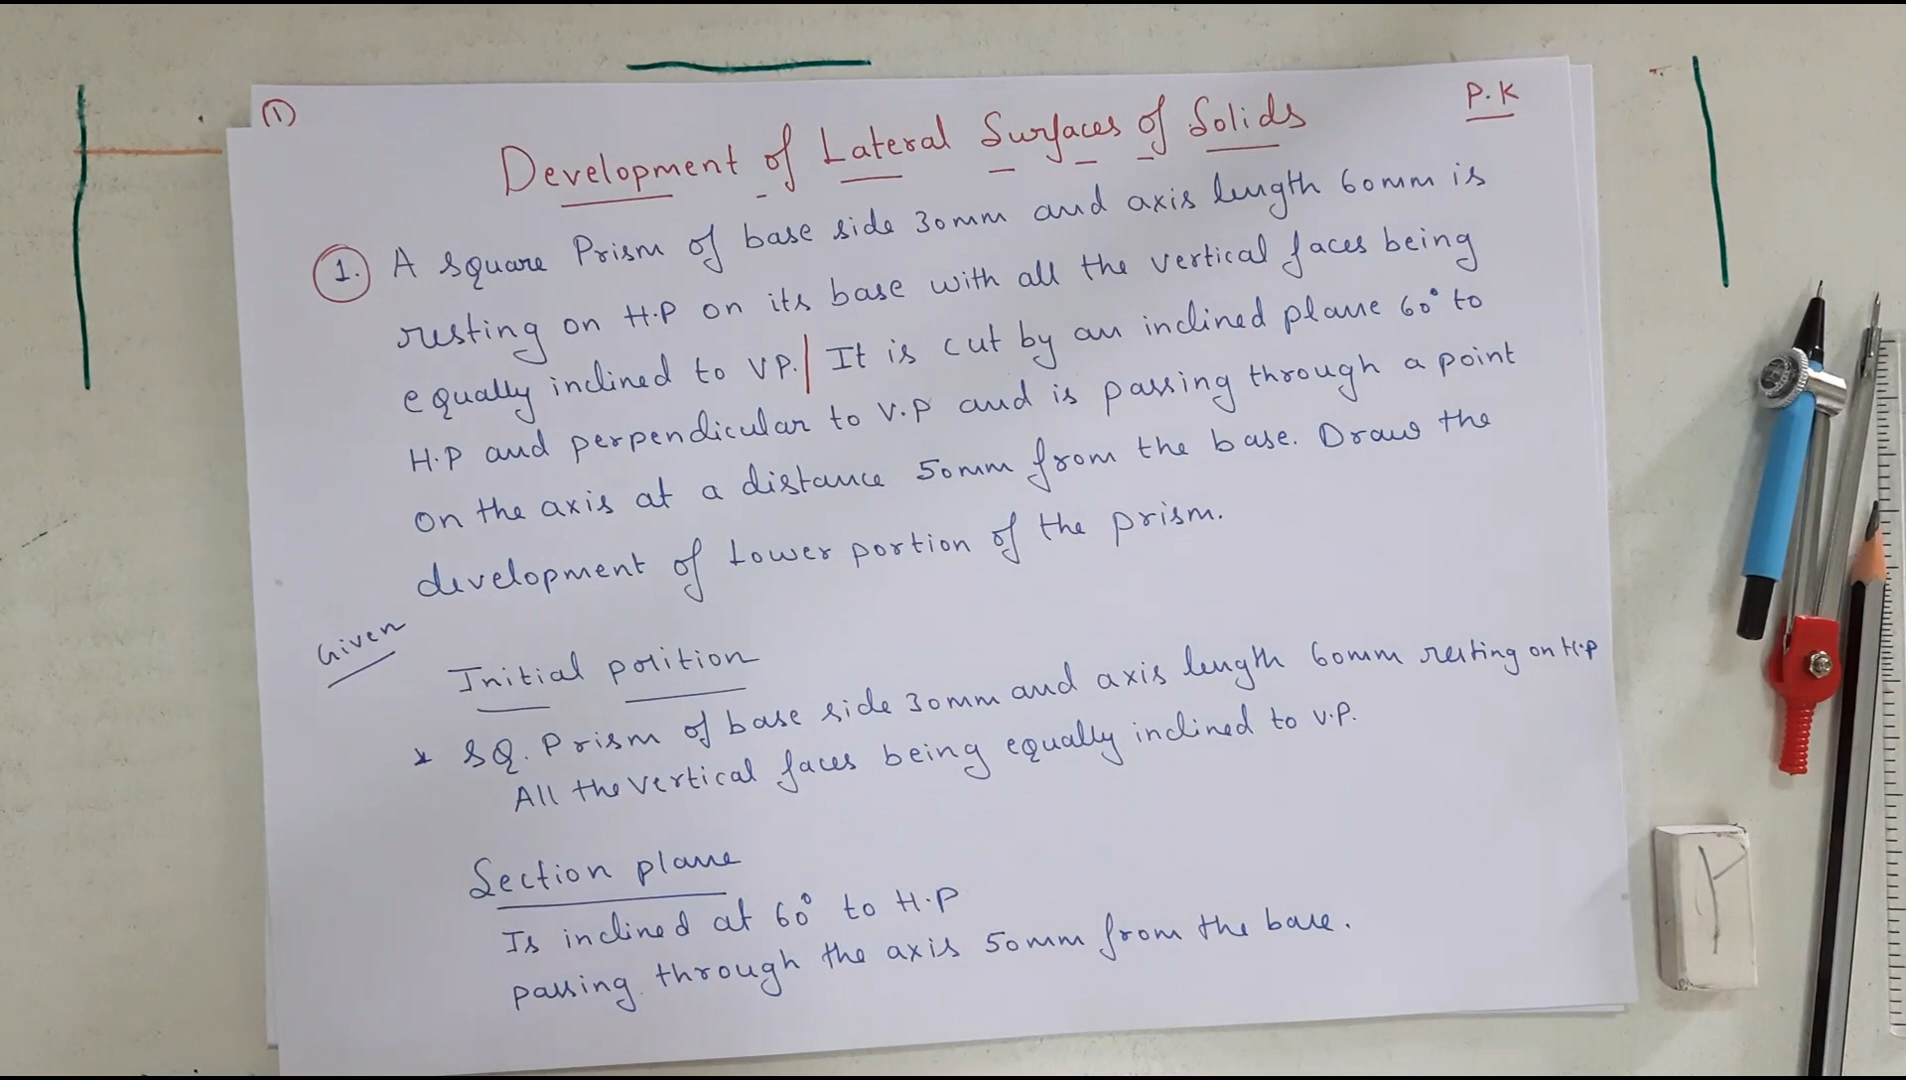 1
P.K
Development of Lateral Surfaces of Solids
1. A square Prism of base side 30mm and axis length 60mm is
resting on H.P on its base with all the vertical faces being
equally inclined to VP. It is cut by an inclined plane 60° to
H.P and perpendicular to V.P and is passing through a point
on the axis at a distance 50mm from the base. Draw the
development of Lower portion of the prism.
Given
Initial position
* SQ. Prism of base side 30mm and axis length 60mm resting on H.P
All the vertical faces being equally inclined to V.P.
Section plane
Is inclined at 60° to H.P
passing through the axis 50mm from the base.